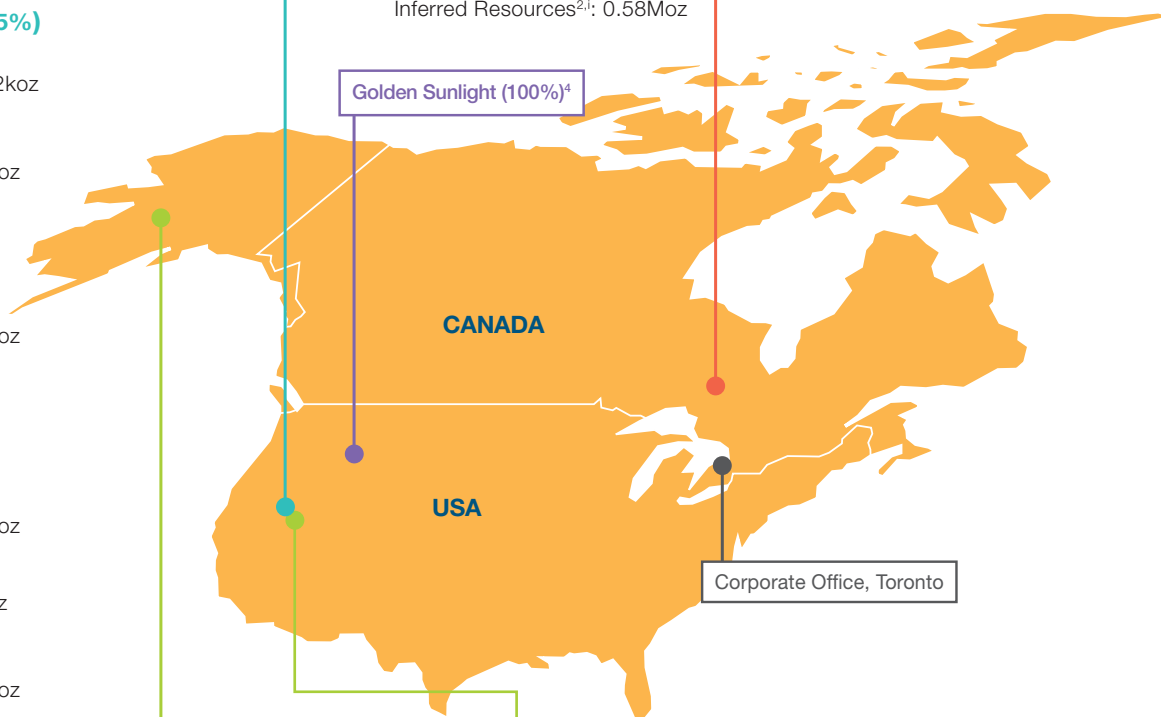 5%)
Inferred Resources²,ⁱ: 0.58Moz
2koz
Golden Sunlight (100%)⁴
oz
CANADA
oz
USA
oz
Corporate Office, Toronto
z
oz